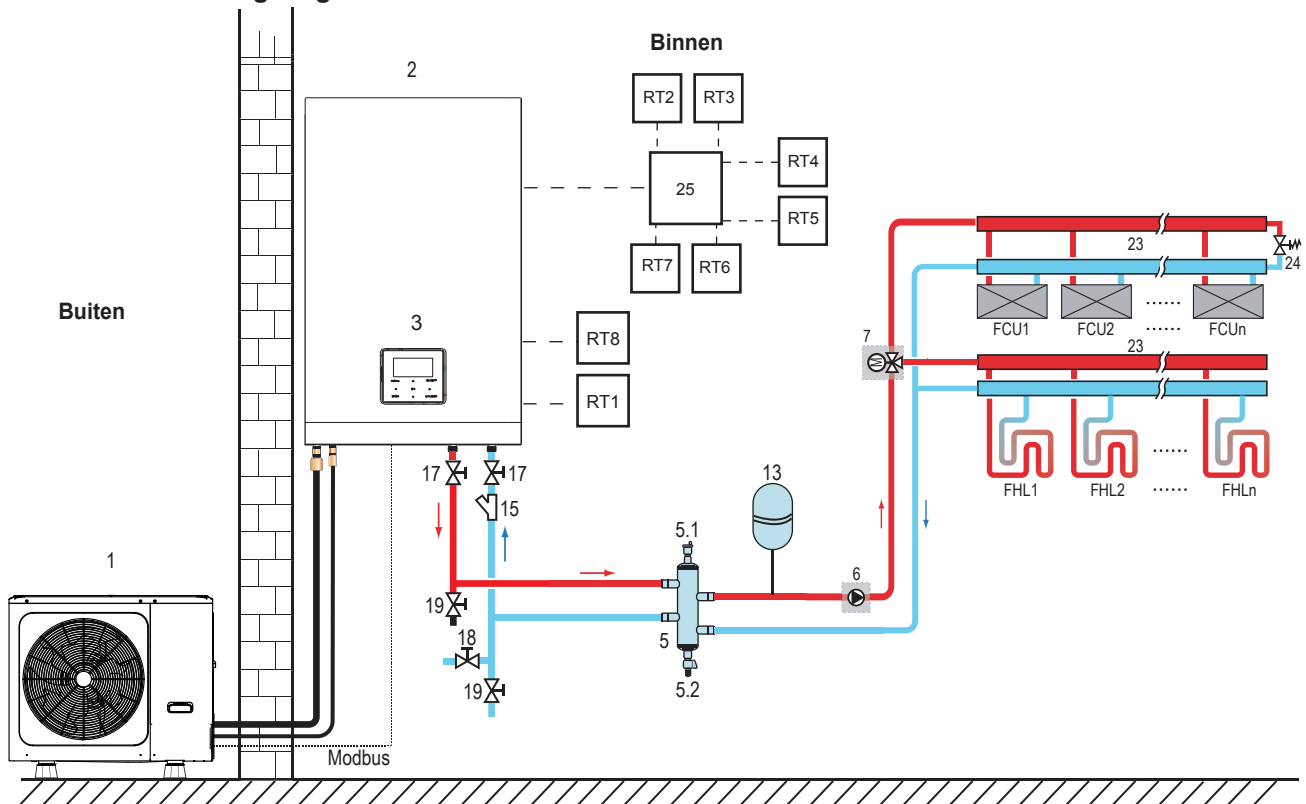 Binnen
2
RT2
RT3
RT4
25
RT5
RT7
RT6
23
24
Buiten
FCU1
FCU2
......
......
FCUn
3
RT8
7
23
RT1
17
17
15
13
FHL1
FHL2
......
......
FHLn
5.1
1
6
19
18
5
19
5.2
Modbus